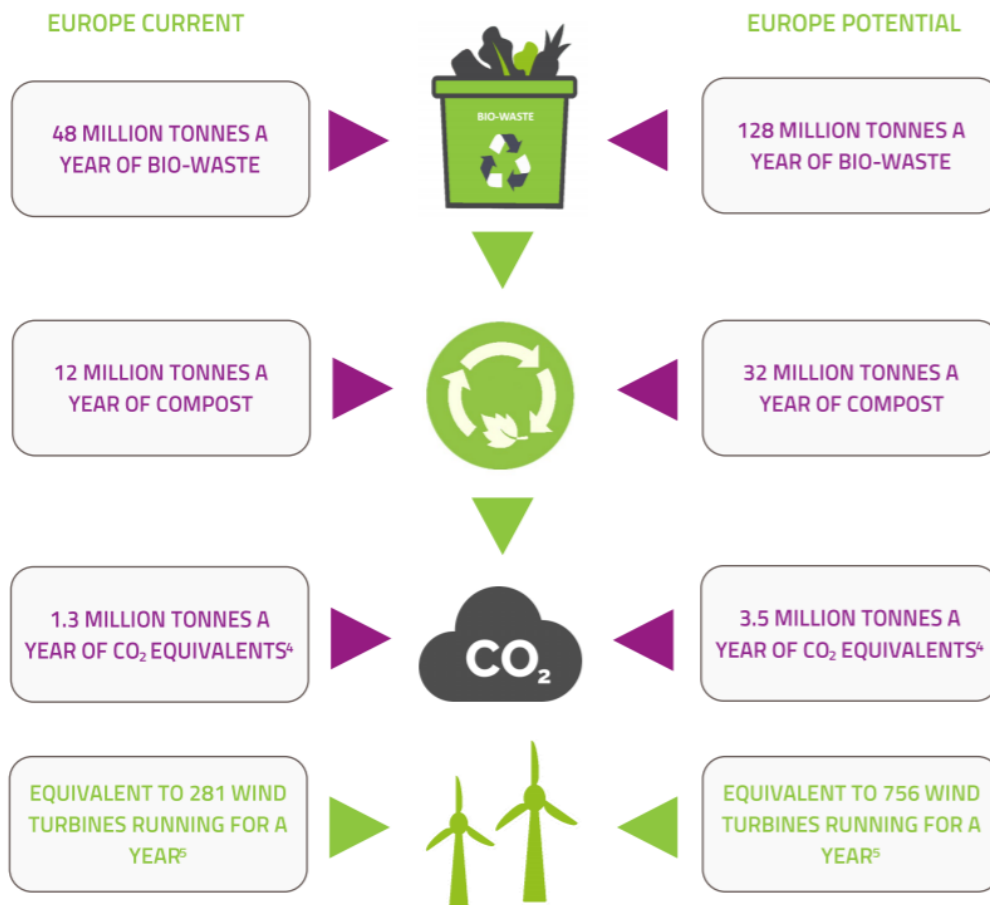 EUROPE CURRENT
EUROPE POTENTIAL
48 MILLION TONNES A
YEAR OF BIO-WASTE
BIO-WASTE
128 MILLION TONNES A
YEAR OF BIO-WASTE
12 MILLION TONNES A
YEAR OF COMPOST
32 MILLION TONNES A
YEAR OF COMPOST
1.3 MILLION TONNES A
YEAR OF CO₂ EQUIVALENTS⁴
CO₂
3.5 MILLION TONNES A
YEAR OF CO₂ EQUIVALENTS⁴
EQUIVALENT TO 281 WIND
TURBINES RUNNING FOR A
YEAR⁵
EQUIVALENT TO 756 WIND
TURBINES RUNNING FOR A
YEAR⁵